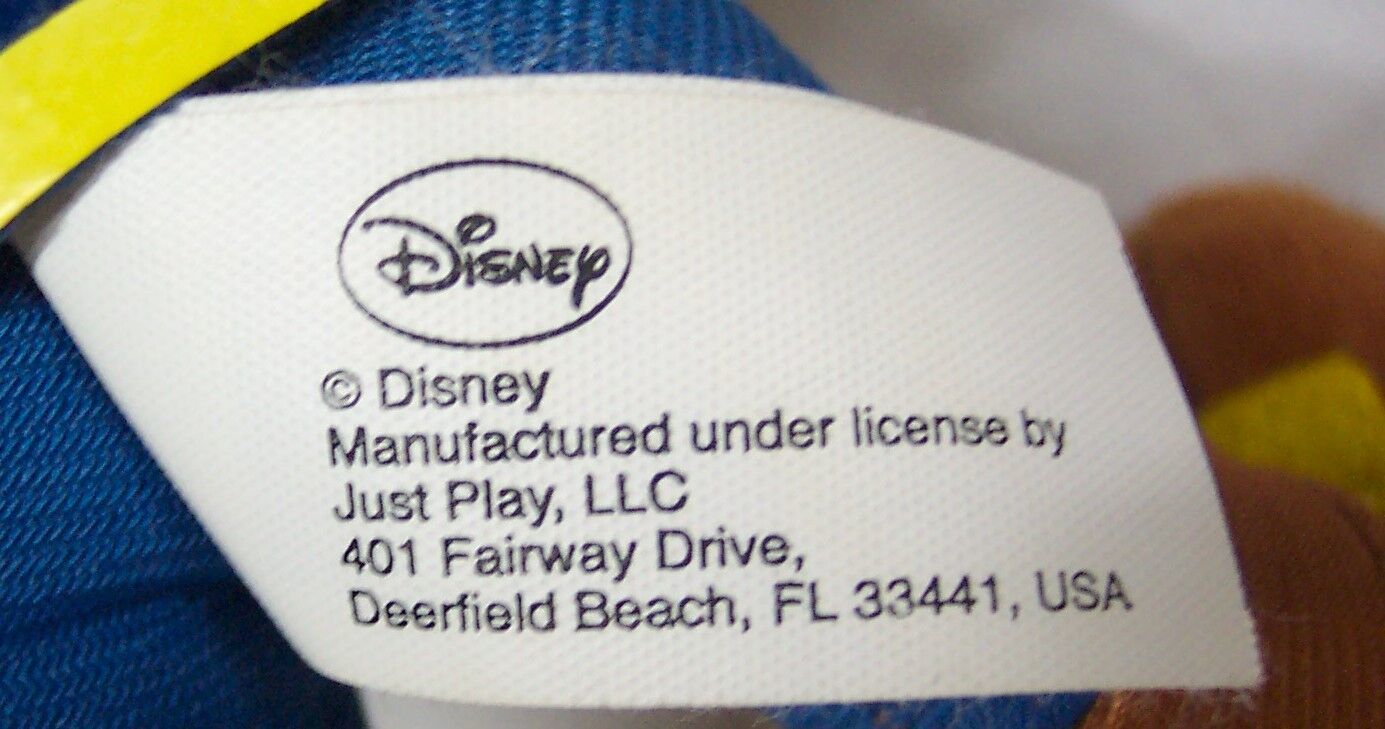 Disney
© Disney
Manufactured under license by
Just Play, LLC
401 Fairway Drive,
Deerfield Beach, FL 33441, USA